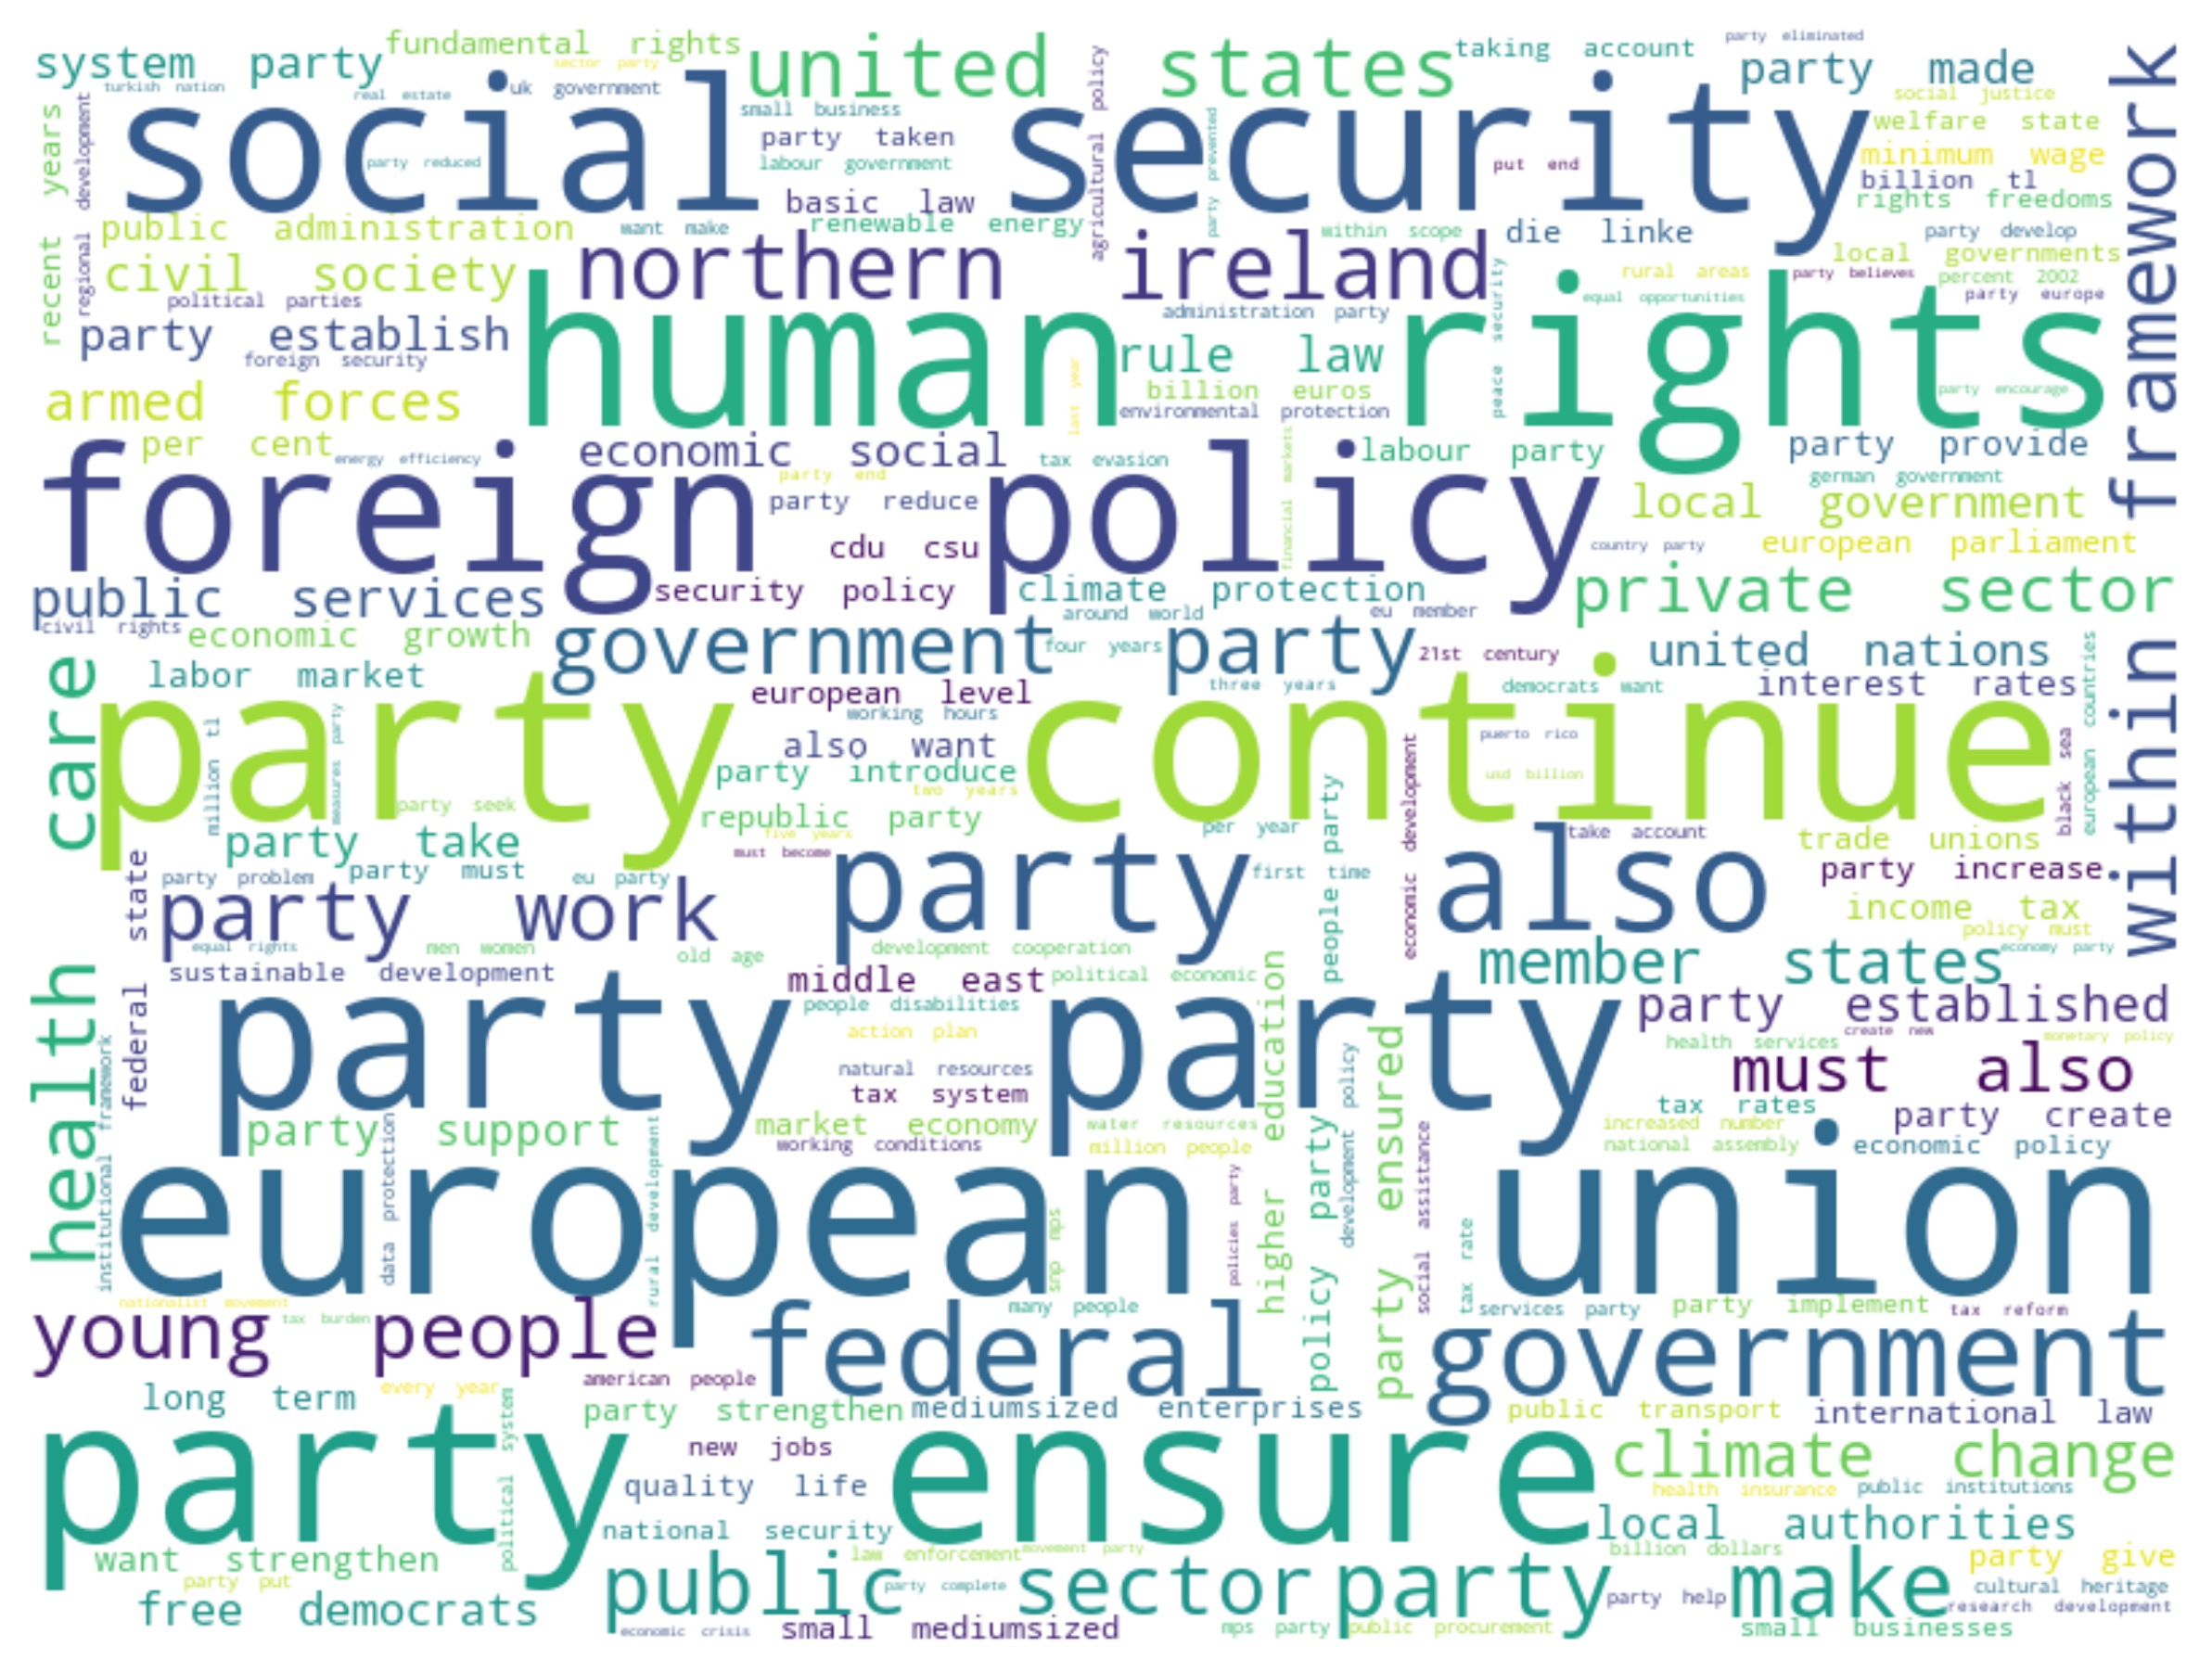 party eliminated
fundamental rights
united states
taking account
system party
sector party
party made
turkish nation
real estate
uk government
social security
small business
social justice
party taken
welfare state
labour government
party reduced
put end
minimum wage
billion tl
basic law
rights freedoms
public administration
want make
renewable energy
within scope
die linke
party develop
local governments
civil society
northern ireland
rural areas
party believes
percent 2002
political parties
equal opportunities
party europe
human rights
administration party
party establish
foreign security
rule law
armed forces
billion euros
party encourage
environmental protection
per cent
energy efficiency
economic social
tax evasion
labour party
party provide
foreign policy
party end
german government
party reduce
local government
cdu csu
country party
european parliament
public services
security policy
climate protection
private sector
around world
eu member
civil rights
economic growth
government party
four years
21st century
united nations
labor market
european level
three years
democrats want
interest rates
party continue
working hours
also want
puerto rico
party introduce
usd billion
two years
party seek
republic party
per year
take account
trade unions
five years
party take
must become
party also
party must
first time
party increase
party problem
eu party
party work
income tax
policy must
equal rights
men women
old age
development cooperation
economy party
member states
sustainable development
middle east
political economic
people disabilities
party established
party party
action plan
create new
monetary policy
health services
must also
natural resources
tax system
tax rates
party create
party support
market economy
water resources
increased number
working conditions
million people
national assembly
economic policy
european union
nationalist movement
tax burden
many people
services party
party implement
tax reform
young people
federal government
american people
long term
every year
party strengthen
mediumsized enterprises
public transport
international law
party ensure
new jobs
climate change
quality life
health insurance
public institutions
national security
local authorities
want strengthen
law enforcement
movement party
billion dollars
party give
party put
public sector
party complete
party make
party help
cultural heritage
research development
free democrats
economic crisis
small mediumsized
mps party
public procurement
small businesses
recent years
regional development
agricultural policy
party prevented
peace security
last year
financial markets
within framework
health care
million tl
measures party
european countries
black sea
economic development
people party
federal state
institutional framework
data protection
rural development
snp mps
policies party
higher education
policy party
development policy
party ensured
social assistance
tax rate
political system